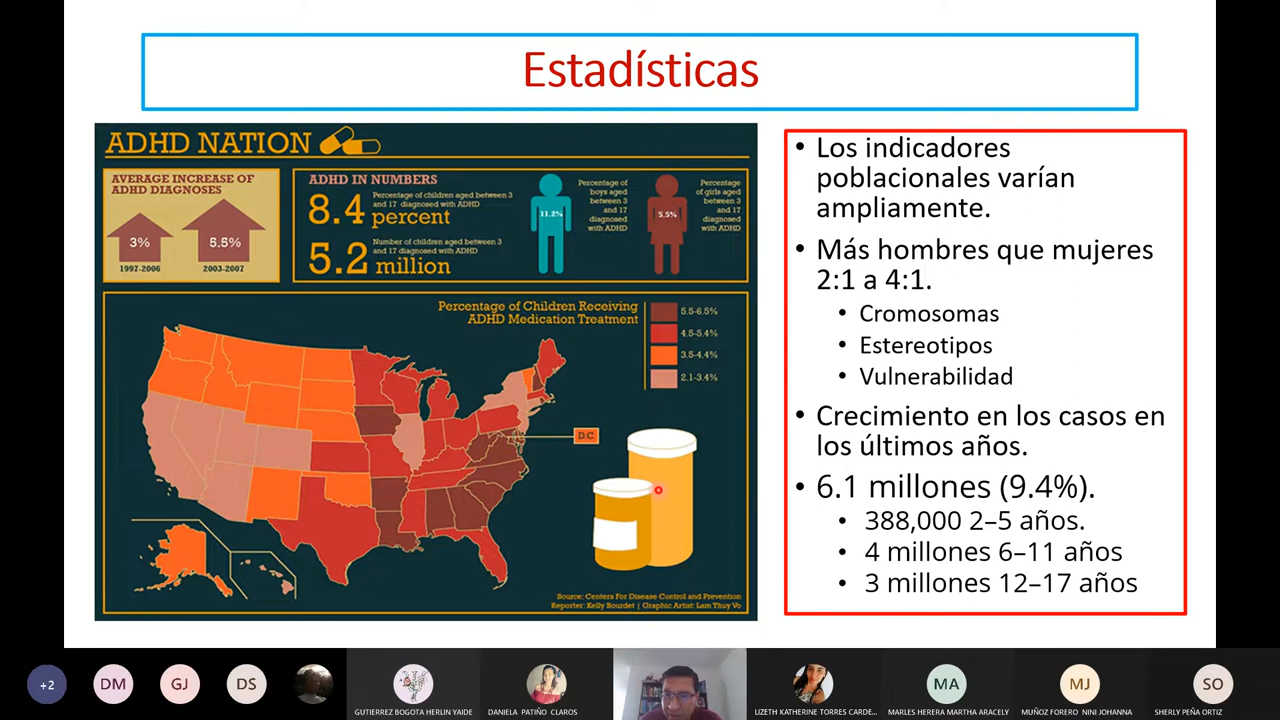 Estadísticas
ADHD NATION
AVERAGE INCREASE OF
ADHD DIAGNOSES
3%
5.5%
1997-2006
2003-2007
ADHD IN NUMBERS
8.4
percent
Percentage of children aged between 3
and 17 diagnosed with ADHD
5.2
million
Number of children aged between 3
and 17 diagnosed with ADHD
11.2%
Percentage of
boys aged
between 3
and 17
diagnosed
with ADHD
5.5%
Percentage
of girls aged
between 3
and 17
diagnosed
with ADHD
Percentage of Children Receiving
ADHD Medication Treatment
5.5-6.5%
4.5-5.4%
3.5-4.4%
2.1-3.4%
D.C.
Source: Centers For Disease Control and Prevention
Reporter: Kelly Bourdet | Graphic Artist: Lam Thuy Vo
• Los indicadores
poblacionales varían
ampliamente.
• Más hombres que mujeres
2:1 a 4:1.
• Cromosomas
• Estereotipos
• Vulnerabilidad
• Crecimiento en los casos en
los últimos años.
• 6.1 millones (9.4%).
• 388,000 2–5 años.
• 4 millones 6–11 años
• 3 millones 12–17 años
+2
DM
GJ
DS
GUTIERREZ BOGOTA HERLIN YAIDE
DANIELA PATIÑO CLAROS
LIZETH KATHERINE TORRES CARDE...
MA
MARLES HERERA MARTHA ARACELY
MJ
MUÑOZ FORERO NINI JOHANNA
SO
SHERLY PEÑA ORTIZ